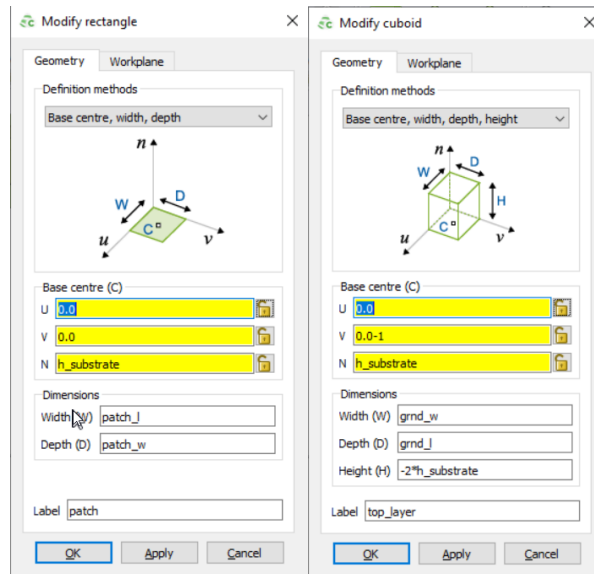 Modify rectangle
Geometry Workplane
Definition methods
Base centre, width, depth
n
W D
C
u v
Base centre (C)
U 0.0
V 0.0
N h_substrate
Dimensions
Width (W) patch_l
Depth (D) patch_w
Label patch
OK Apply Cancel
Modify cuboid
Geometry Workplane
Definition methods
Base centre, width, depth, height
n
W D
H
C
u v
Base centre (C)
U 0.0
V 0.0-1
N h_substrate
Dimensions
Width (W) grnd_w
Depth (D) grnd_l
Height (H) -2*h_substrate
Label top_layer
OK Apply Cancel